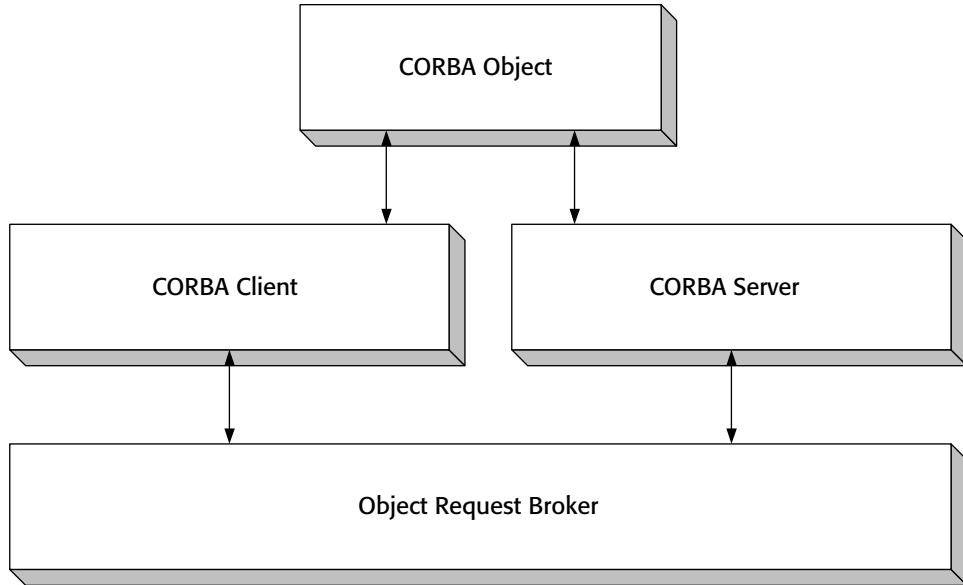 CORBA Object
CORBA Client
CORBA Server
Object Request Broker